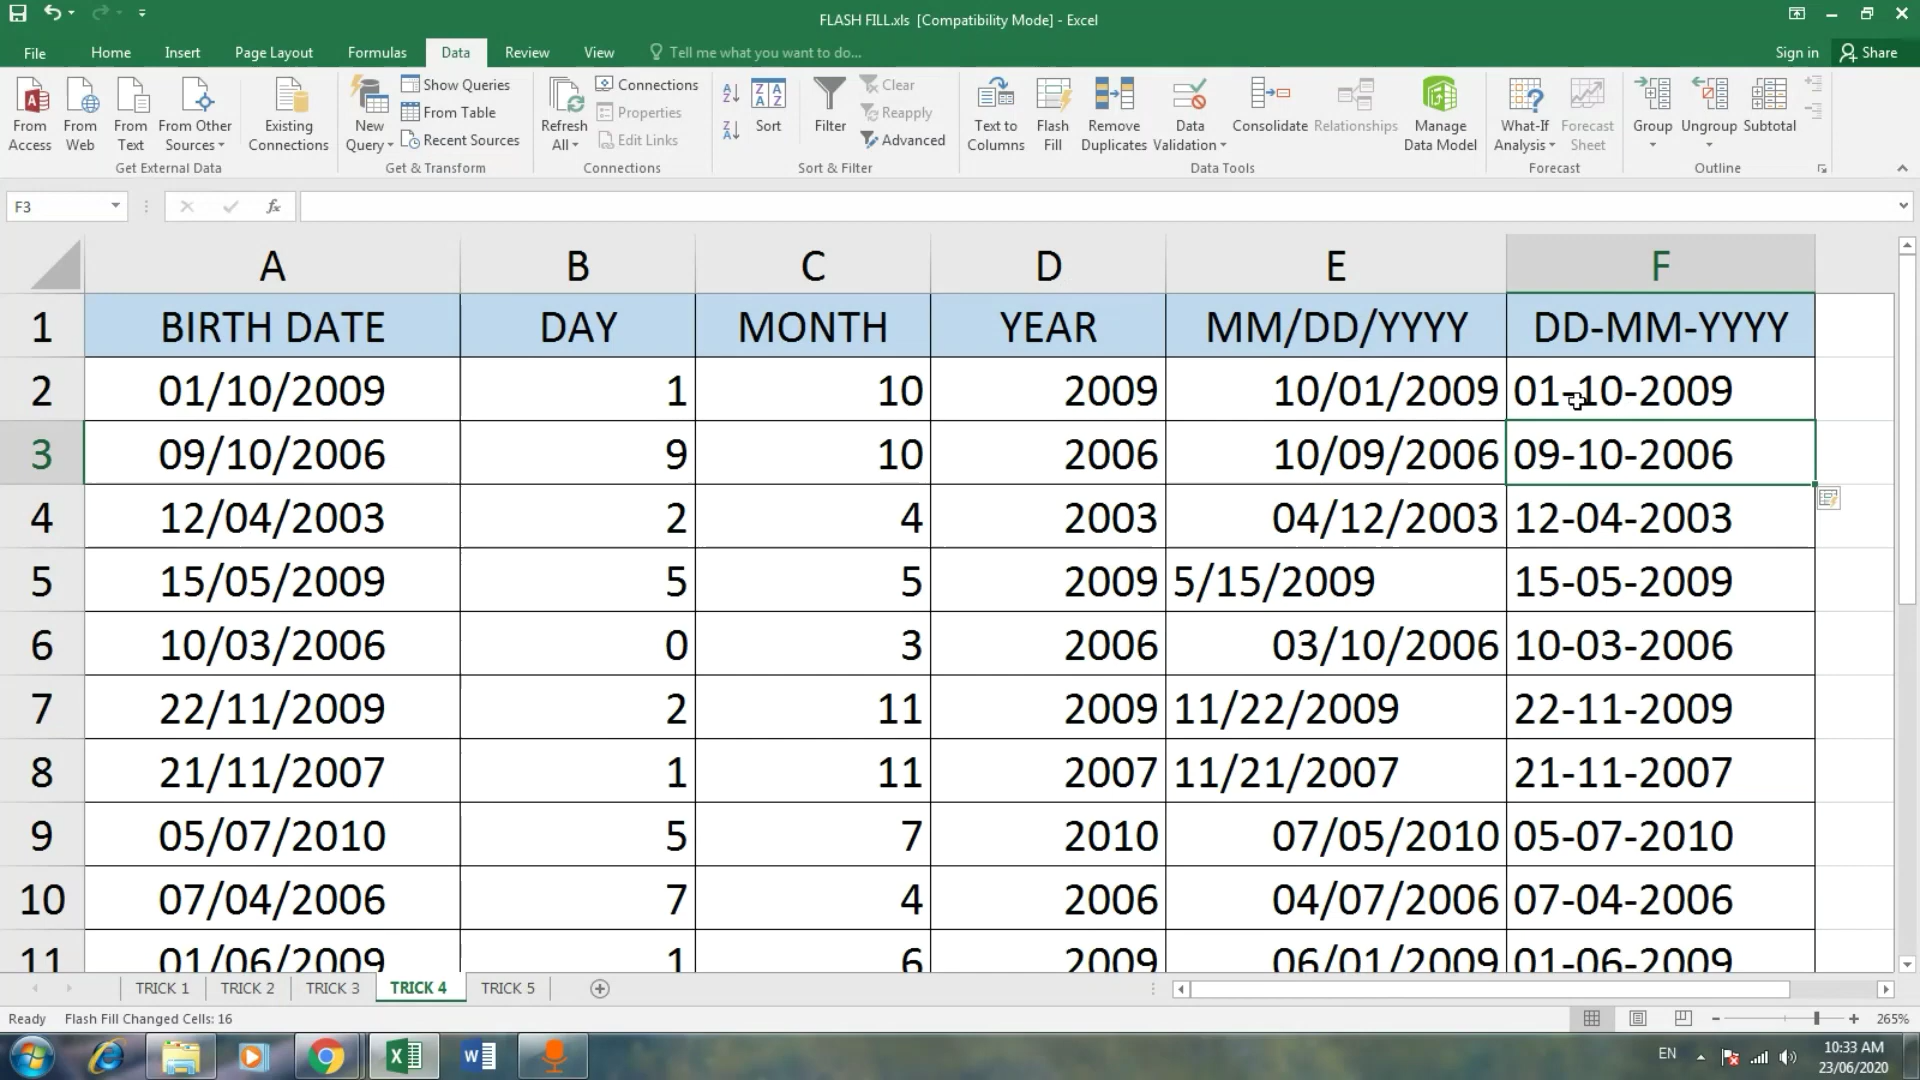 FLASH FILL.xls [Compatibility Mode] - Excel
File Home Insert Page Layout Formulas Data Review View Tell me what you want to do... Sign in Share
From Access
From Web
From Text
From Other Sources
Get External Data
Existing Connections
New Query
Show Queries
From Table
Recent Sources
Get & Transform
Refresh All
Connections
Properties
Edit Links
Connections
Sort
Filter
Clear
Reapply
Advanced
Sort & Filter
Text to Columns
Flash Fill
Remove Duplicates
Data Validation
Consolidate
Relationships
Manage Data Model
Data Tools
What-If Analysis
Forecast Sheet
Forecast
Group
Ungroup
Subtotal
Outline
F3 fx
A B C D E F
1 BIRTH DATE DAY MONTH YEAR MM/DD/YYYY DD-MM-YYYY
2 01/10/2009 1 10 2009 10/01/2009 01-10-2009
3 09/10/2006 9 10 2006 10/09/2006 09-10-2006
4 12/04/2003 2 4 2003 04/12/2003 12-04-2003
5 15/05/2009 5 5 2009 5/15/2009 15-05-2009
6 10/03/2006 0 3 2006 03/10/2006 10-03-2006
7 22/11/2009 2 11 2009 11/22/2009 22-11-2009
8 21/11/2007 1 11 2007 11/21/2007 21-11-2007
9 05/07/2010 5 7 2010 07/05/2010 05-07-2010
10 07/04/2006 7 4 2006 04/07/2006 07-04-2006
11 01/06/2009 1 6 2009 06/01/2009 01-06-2009
TRICK 1 TRICK 2 TRICK 3 TRICK 4 TRICK 5
Ready Flash Fill Changed Cells: 16 265%
EN 10:33 AM
23/06/2020